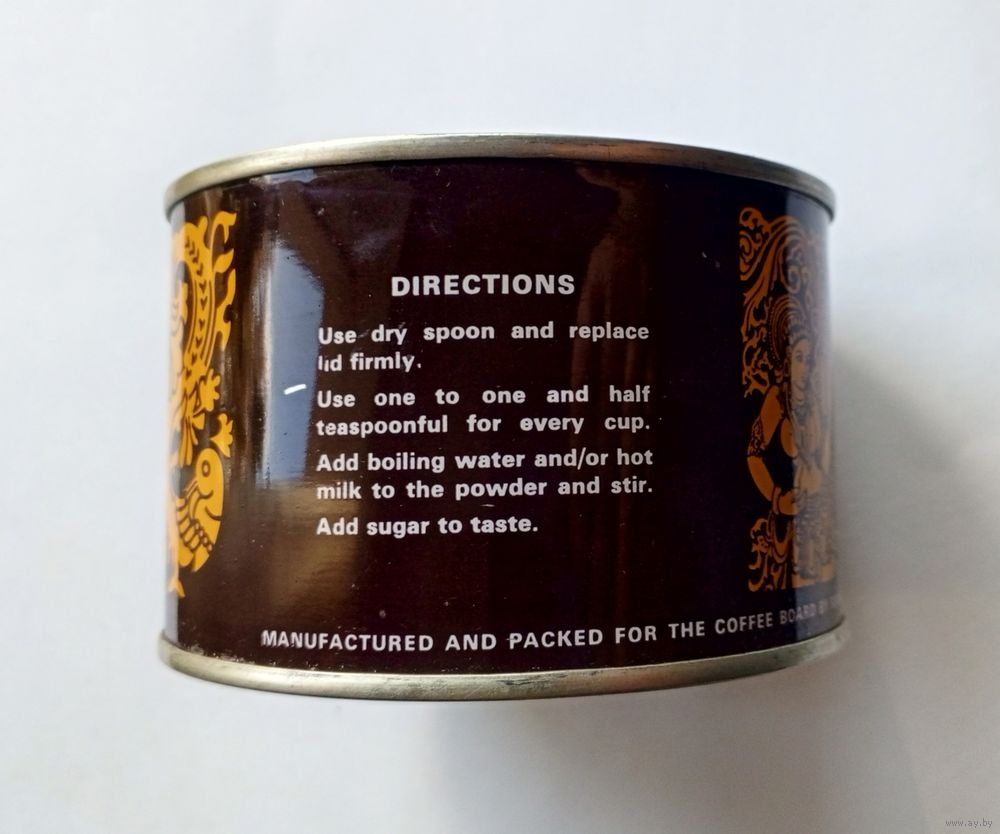 DIRECTIONS
Use dry spoon and replace
lid firmly.
Use one to one and half
teaspoonful for every cup.
Add boiling water and/or hot
milk to the powder and stir.
Add sugar to taste.
MANUFACTURED AND PACKED FOR THE COFFEE BOARD BY
www.ay.by